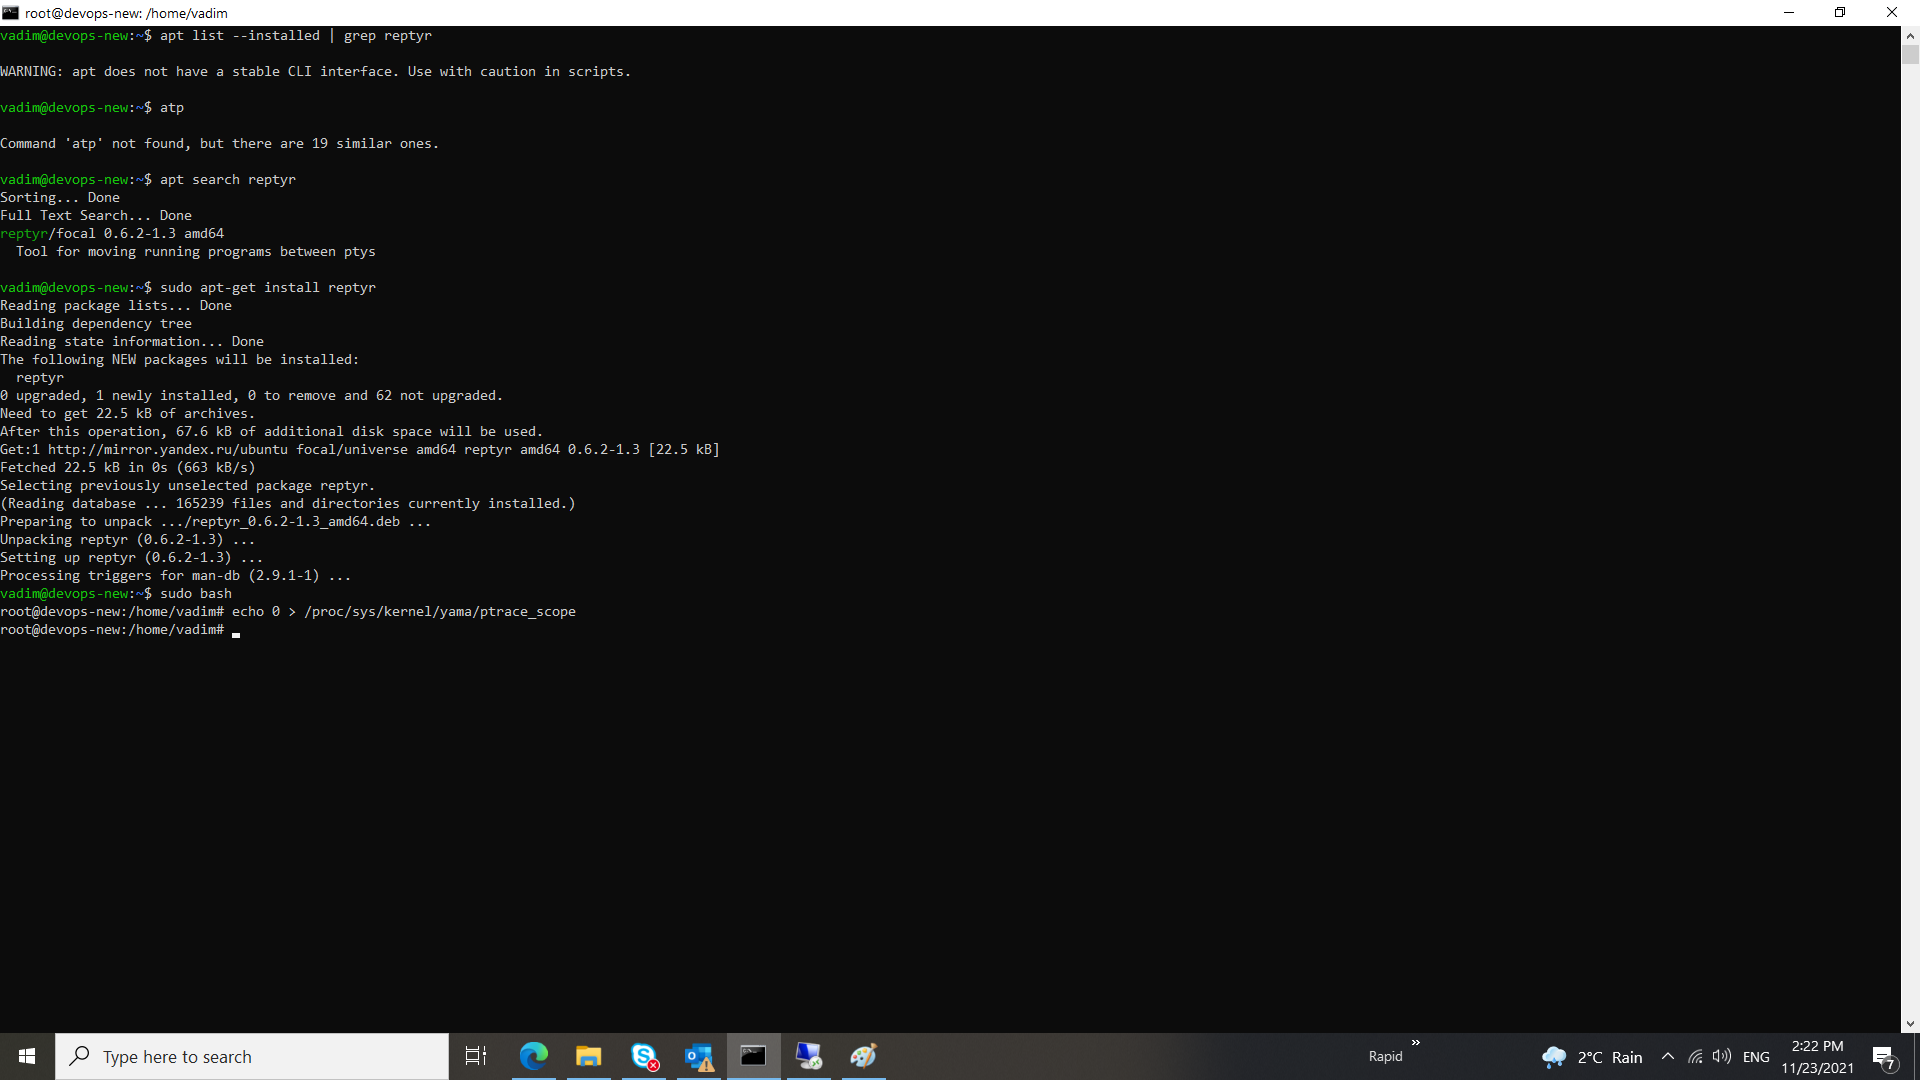 root@devops-new: /home/vadim
vadim@devops-new:~$ apt list --installed | grep reptyr
WARNING: apt does not have a stable CLI interface. Use with caution in scripts.
vadim@devops-new:~$ atp
Command 'atp' not found, but there are 19 similar ones.
vadim@devops-new:~$ apt search reptyr
Sorting... Done
Full Text Search... Done
reptyr/focal 0.6.2-1.3 amd64
  Tool for moving running programs between ptys
vadim@devops-new:~$ sudo apt-get install reptyr
Reading package lists... Done
Building dependency tree
Reading state information... Done
The following NEW packages will be installed:
  reptyr
0 upgraded, 1 newly installed, 0 to remove and 62 not upgraded.
Need to get 22.5 kB of archives.
After this operation, 67.6 kB of additional disk space will be used.
Get:1 http://mirror.yandex.ru/ubuntu focal/universe amd64 reptyr amd64 0.6.2-1.3 [22.5 kB]
Fetched 22.5 kB in 0s (663 kB/s)
Selecting previously unselected package reptyr.
(Reading database ... 165239 files and directories currently installed.)
Preparing to unpack .../reptyr_0.6.2-1.3_amd64.deb ...
Unpacking reptyr (0.6.2-1.3) ...
Setting up reptyr (0.6.2-1.3) ...
Processing triggers for man-db (2.9.1-1) ...
vadim@devops-new:~$ sudo bash
root@devops-new:/home/vadim# echo 0 > /proc/sys/kernel/yama/ptrace_scope
root@devops-new:/home/vadim#
Type here to search
Rapid
2°C Rain
ENG
2:22 PM
11/23/2021
7